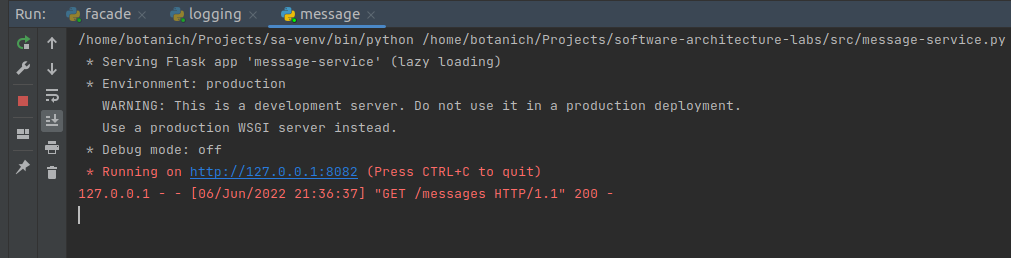 Run: facade logging message
/home/botanich/Projects/sa-venv/bin/python /home/botanich/Projects/software-architecture-labs/src/message-service.py
* Serving Flask app 'message-service' (lazy loading)
* Environment: production
WARNING: This is a development server. Do not use it in a production deployment.
Use a production WSGI server instead.
* Debug mode: off
* Running on http://127.0.0.1:8082 (Press CTRL+C to quit)
127.0.0.1 - - [06/Jun/2022 21:36:37] "GET /messages HTTP/1.1" 200 -